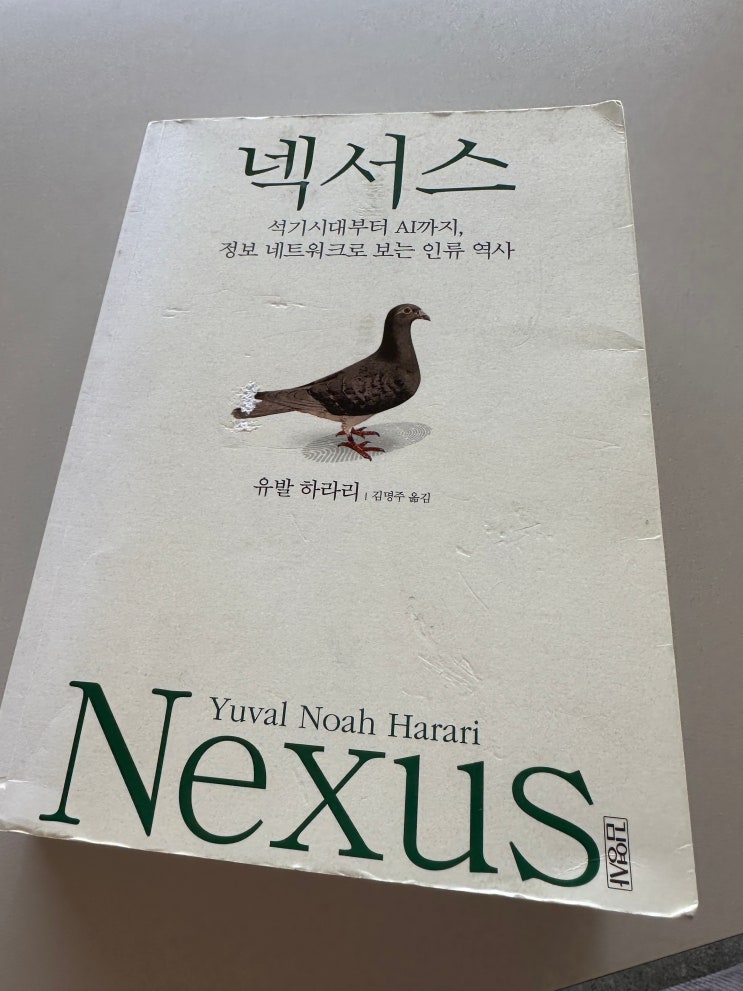 넥서스
석기시대부터 AI까지,
정보 네트워크로 보는 인류 역사
유발 하라리 | 김명주 옮김
Yuval Noah Harari
Nexus
김영사